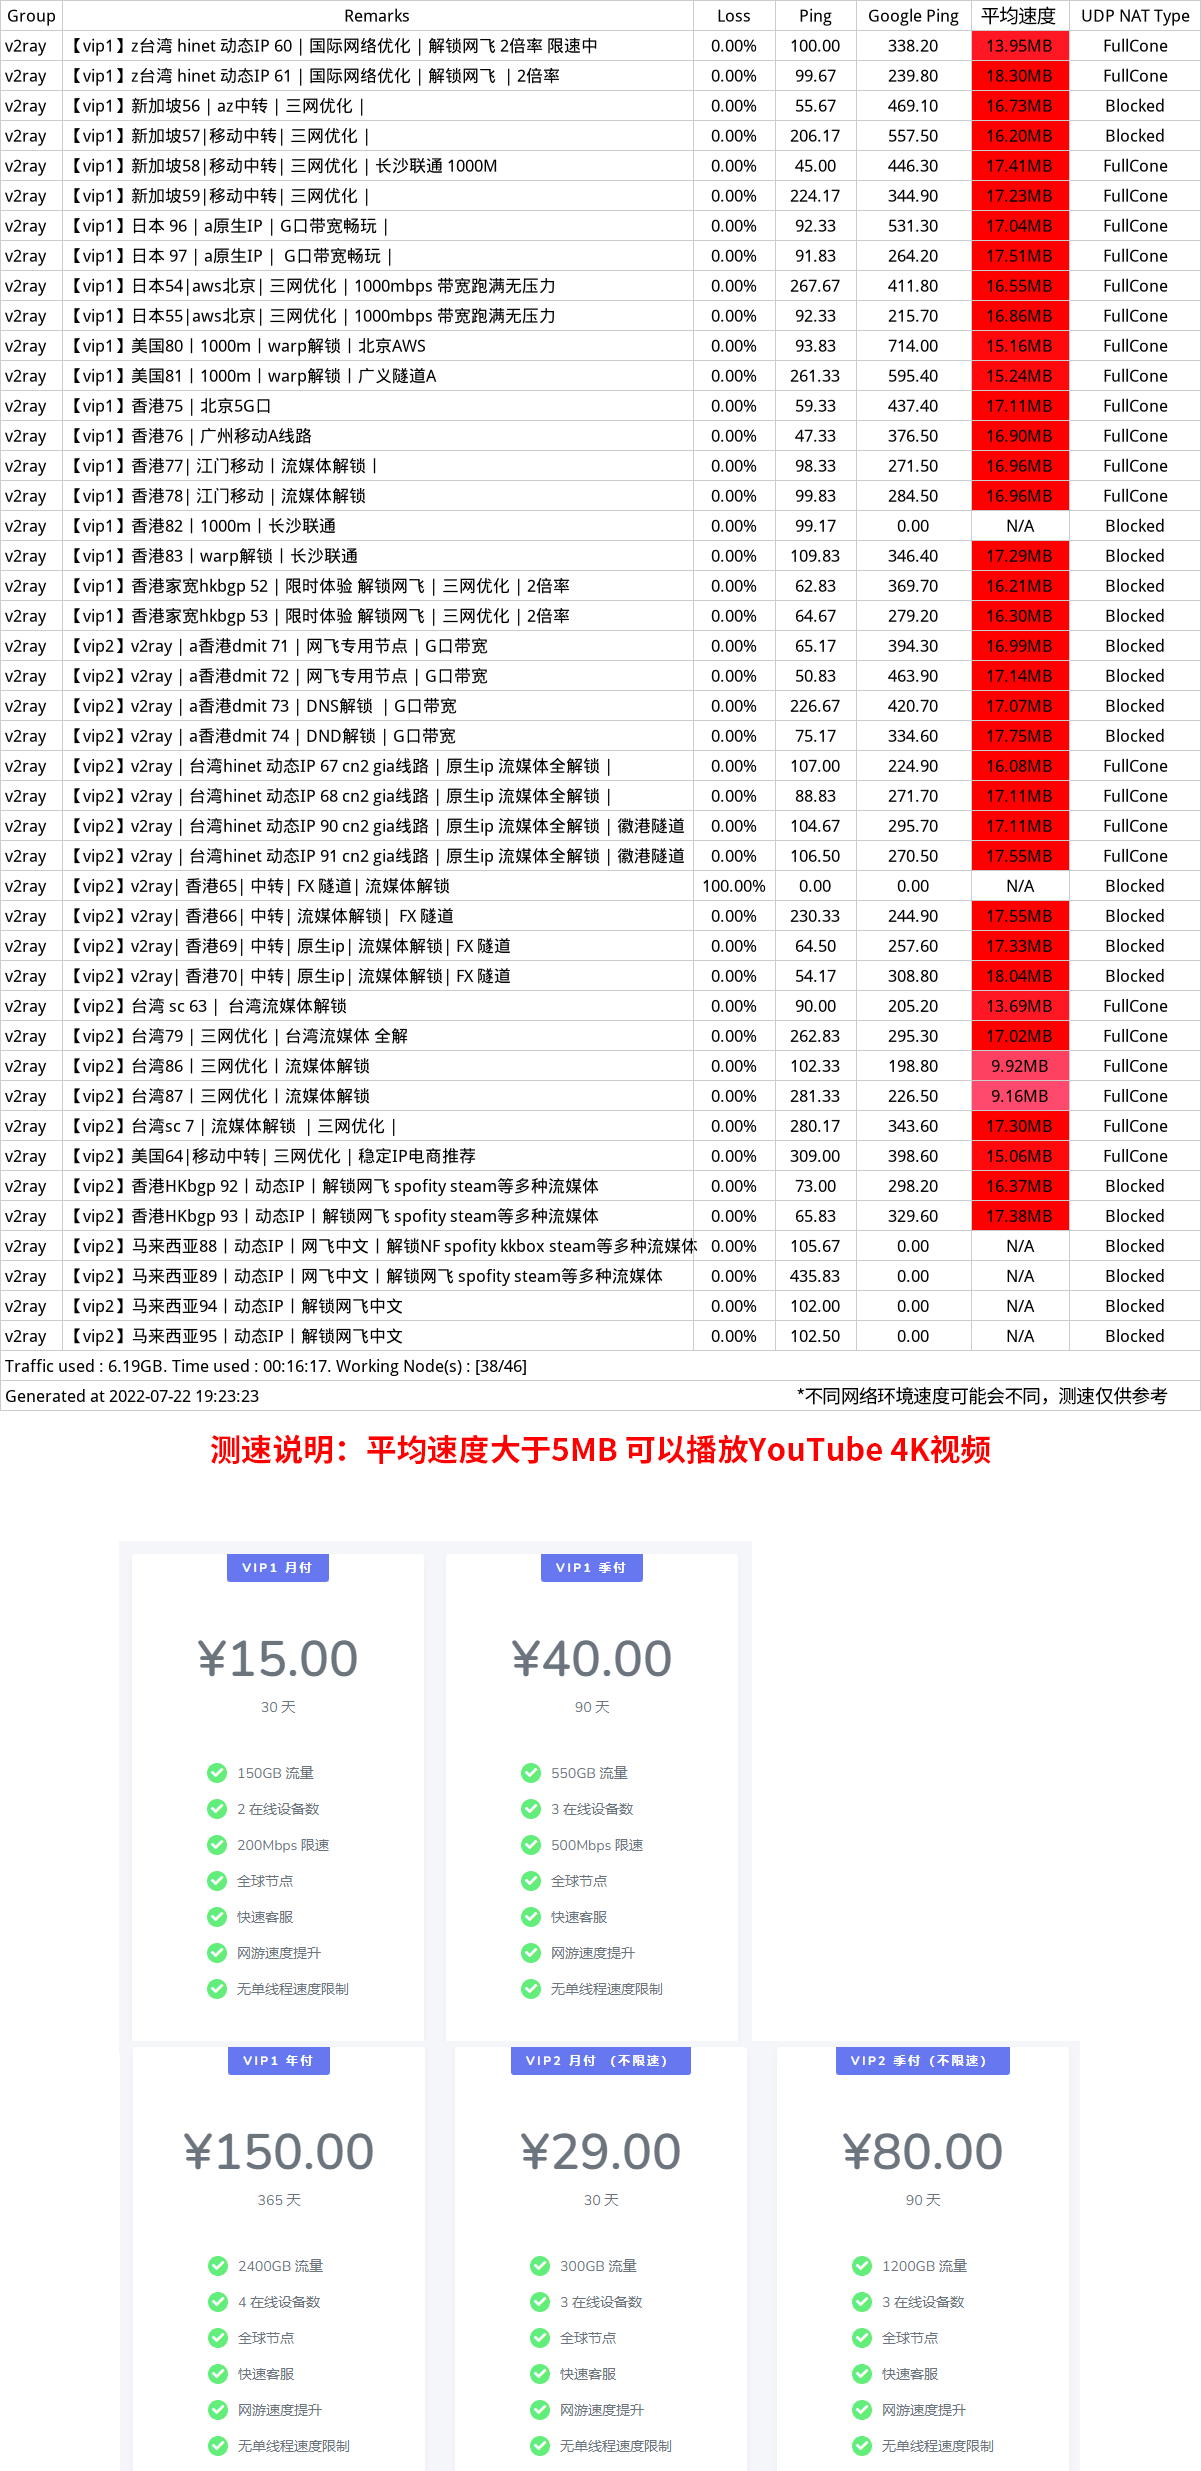 Group Remarks Loss Ping Google Ping 平均速度 UDP NAT Type
v2ray 【vip1】z台湾 hinet 动态IP 60 | 国际网络优化 | 解锁网飞 2倍率 限速中 0.00% 100.00 338.20 13.95MB FullCone
v2ray 【vip1】z台湾 hinet 动态IP 61 | 国际网络优化 | 解锁网飞 | 2倍率 0.00% 99.67 239.80 18.30MB FullCone
v2ray 【vip1】新加坡56 | az中转 | 三网优化 | 0.00% 55.67 469.10 16.73MB Blocked
v2ray 【vip1】新加坡57|移动中转| 三网优化 | 0.00% 206.17 557.50 16.20MB Blocked
v2ray 【vip1】新加坡58|移动中转| 三网优化 | 长沙联通 1000M 0.00% 45.00 446.30 17.41MB FullCone
v2ray 【vip1】新加坡59|移动中转| 三网优化 | 0.00% 224.17 344.90 17.23MB FullCone
v2ray 【vip1】日本 96 | a原生IP | G口带宽畅玩 | 0.00% 92.33 531.30 17.04MB FullCone
v2ray 【vip1】日本 97 | a原生IP | G口带宽畅玩 | 0.00% 91.83 264.20 17.51MB FullCone
v2ray 【vip1】日本54|aws北京| 三网优化 | 1000mbps 带宽跑满无压力 0.00% 267.67 411.80 16.55MB FullCone
v2ray 【vip1】日本55|aws北京| 三网优化 | 1000mbps 带宽跑满无压力 0.00% 92.33 215.70 16.86MB FullCone
v2ray 【vip1】美国80丨1000m丨warp解锁丨北京AWS 0.00% 93.83 714.00 15.16MB FullCone
v2ray 【vip1】美国81丨1000m丨warp解锁丨广义隧道A 0.00% 261.33 595.40 15.24MB FullCone
v2ray 【vip1】香港75 | 北京5G口 0.00% 59.33 437.40 17.11MB FullCone
v2ray 【vip1】香港76 | 广州移动A线路 0.00% 47.33 376.50 16.90MB FullCone
v2ray 【vip1】香港77| 江门移动丨流媒体解锁丨 0.00% 98.33 271.50 16.96MB FullCone
v2ray 【vip1】香港78| 江门移动 | 流媒体解锁 0.00% 99.83 284.50 16.96MB FullCone
v2ray 【vip1】香港82丨1000m丨长沙联通 0.00% 99.17 0.00 N/A Blocked
v2ray 【vip1】香港83丨warp解锁丨长沙联通 0.00% 109.83 346.40 17.29MB Blocked
v2ray 【vip1】香港家宽hkbgp 52 | 限时体验 解锁网飞 | 三网优化 | 2倍率 0.00% 62.83 369.70 16.21MB Blocked
v2ray 【vip1】香港家宽hkbgp 53 | 限时体验 解锁网飞 | 三网优化 | 2倍率 0.00% 64.67 279.20 16.30MB Blocked
v2ray 【vip2】v2ray | a香港dmit 71 | 网飞专用节点 | G口带宽 0.00% 65.17 394.30 16.99MB Blocked
v2ray 【vip2】v2ray | a香港dmit 72 | 网飞专用节点 | G口带宽 0.00% 50.83 463.90 17.14MB Blocked
v2ray 【vip2】v2ray | a香港dmit 73 | DNS解锁 | G口带宽 0.00% 226.67 420.70 17.07MB Blocked
v2ray 【vip2】v2ray | a香港dmit 74 | DND解锁 | G口带宽 0.00% 75.17 334.60 17.75MB Blocked
v2ray 【vip2】v2ray | 台湾hinet 动态IP 67 cn2 gia线路 | 原生ip 流媒体全解锁 | 0.00% 107.00 224.90 16.08MB FullCone
v2ray 【vip2】v2ray | 台湾hinet 动态IP 68 cn2 gia线路 | 原生ip 流媒体全解锁 | 0.00% 88.83 271.70 17.11MB FullCone
v2ray 【vip2】v2ray | 台湾hinet 动态IP 90 cn2 gia线路 | 原生ip 流媒体全解锁 | 徽港隧道 0.00% 104.67 295.70 17.11MB FullCone
v2ray 【vip2】v2ray | 台湾hinet 动态IP 91 cn2 gia线路 | 原生ip 流媒体全解锁 | 徽港隧道 0.00% 106.50 270.50 17.55MB FullCone
v2ray 【vip2】v2ray| 香港65| 中转| FX 隧道| 流媒体解锁 100.00% 0.00 0.00 N/A Blocked
v2ray 【vip2】v2ray| 香港66| 中转| 流媒体解锁| FX 隧道 0.00% 230.33 244.90 17.55MB Blocked
v2ray 【vip2】v2ray| 香港69| 中转| 原生ip| 流媒体解锁| FX 隧道 0.00% 64.50 257.60 17.33MB Blocked
v2ray 【vip2】v2ray| 香港70| 中转| 原生ip| 流媒体解锁| FX 隧道 0.00% 54.17 308.80 18.04MB Blocked
v2ray 【vip2】台湾 sc 63 | 台湾流媒体解锁 0.00% 90.00 205.20 13.69MB FullCone
v2ray 【vip2】台湾79 | 三网优化 | 台湾流媒体 全解 0.00% 262.83 295.30 17.02MB FullCone
v2ray 【vip2】台湾86丨三网优化丨流媒体解锁 0.00% 102.33 198.80 9.92MB FullCone
v2ray 【vip2】台湾87丨三网优化丨流媒体解锁 0.00% 281.33 226.50 9.16MB FullCone
v2ray 【vip2】台湾sc 7 | 流媒体解锁 | 三网优化 | 0.00% 280.17 343.60 17.30MB FullCone
v2ray 【vip2】美国64|移动中转| 三网优化 | 稳定IP电商推荐 0.00% 309.00 398.60 15.06MB FullCone
v2ray 【vip2】香港HKbgp 92丨动态IP丨解锁网飞 spofity steam等多种流媒体 0.00% 73.00 298.20 16.37MB Blocked
v2ray 【vip2】香港HKbgp 93丨动态IP丨解锁网飞 spofity steam等多种流媒体 0.00% 65.83 329.60 17.38MB Blocked
v2ray 【vip2】马来西亚88丨动态IP丨网飞中文丨解锁NF spofity kkbox steam等多种流媒体 0.00% 105.67 0.00 N/A Blocked
v2ray 【vip2】马来西亚89丨动态IP丨网飞中文丨解锁网飞 spofity steam等多种流媒体 0.00% 435.83 0.00 N/A Blocked
v2ray 【vip2】马来西亚94丨动态IP丨解锁网飞中文 0.00% 102.00 0.00 N/A Blocked
v2ray 【vip2】马来西亚95丨动态IP丨解锁网飞中文 0.00% 102.50 0.00 N/A Blocked
Traffic used : 6.19GB. Time used : 00:16:17. Working Node(s) : [38/46]
Generated at 2022-07-22 19:23:23 *不同网络环境速度可能会不同，测速仅供参考
测速说明：平均速度大于5MB 可以播放YouTube 4K视频
VIP1 月付
¥15.00
30 天
150GB 流量
2 在线设备数
200Mbps 限速
全球节点
快速客服
网游速度提升
无单线程速度限制
VIP1 季付
¥40.00
90 天
550GB 流量
3 在线设备数
500Mbps 限速
全球节点
快速客服
网游速度提升
无单线程速度限制
VIP1 年付
¥150.00
365 天
2400GB 流量
4 在线设备数
全球节点
快速客服
网游速度提升
无单线程速度限制
VIP2 月付 （不限速）
¥29.00
30 天
300GB 流量
3 在线设备数
全球节点
快速客服
网游速度提升
无单线程速度限制
VIP2 季付（不限速）
¥80.00
90 天
1200GB 流量
3 在线设备数
全球节点
快速客服
网游速度提升
无单线程速度限制